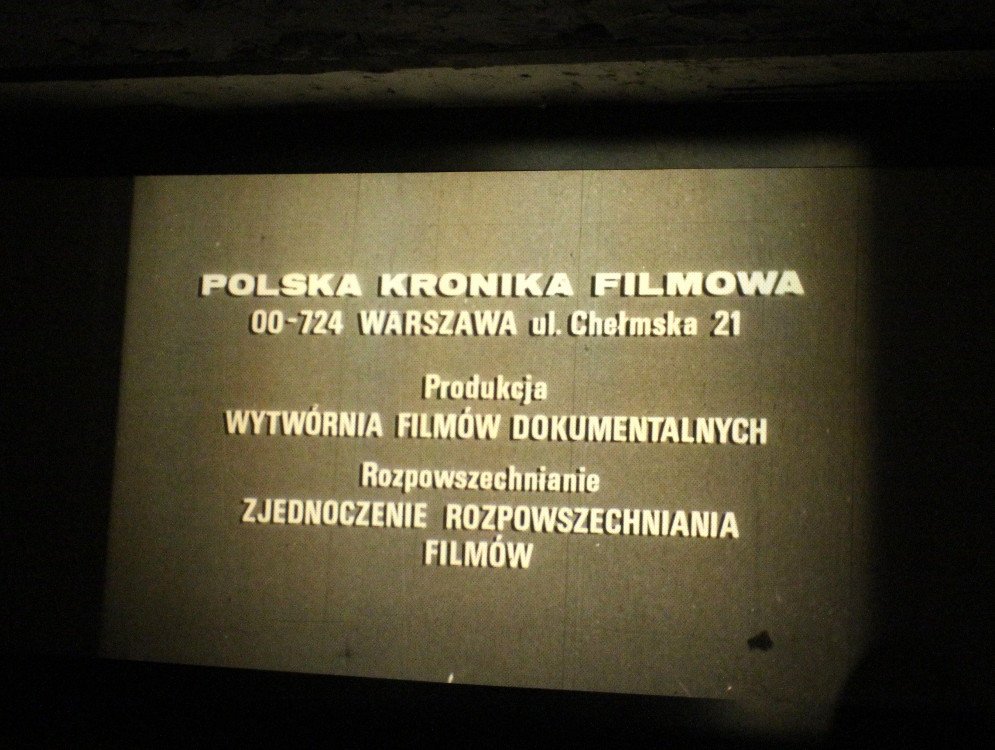 POLSKA KRONIKA FILMOWA
00-724 WARSZAWA ul. Chełmska 21
Produkcja
WYTWÓRNIA FILMÓW DOKUMENTALNYCH
Rozpowszechnianie
ZJEDNOCZENIE ROZPOWSZECHNIANIA
FILMÓW